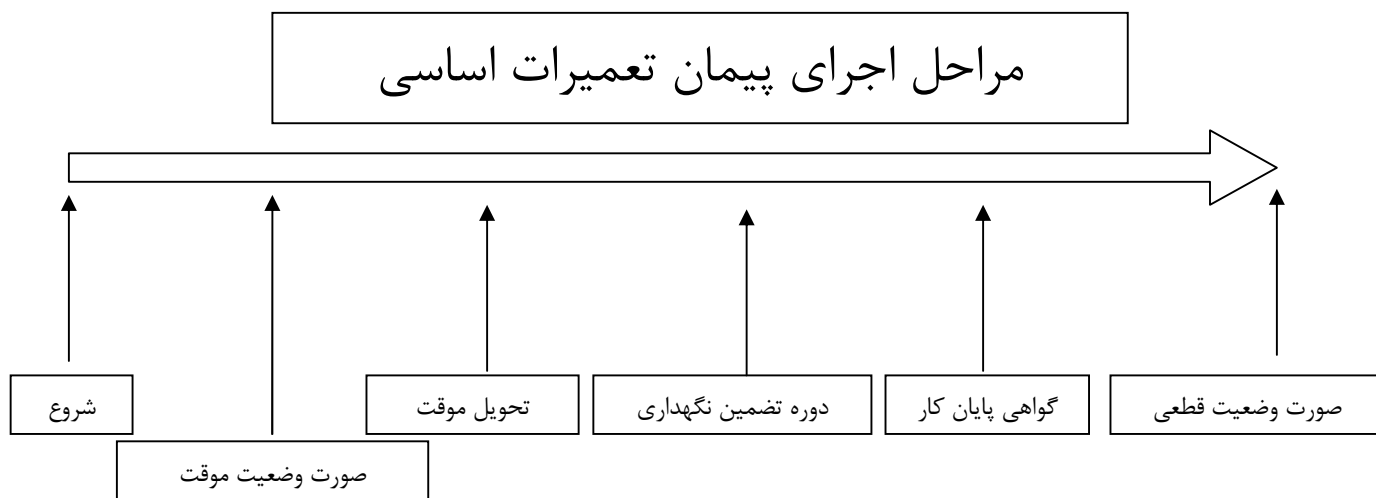 مراحل اجرای پیمان تعمیرات اساسی
شروع
صورت وضعیت موقت
تحویل موقت
دوره تضمین نگهداری
گواهی پایان کار
صورت وضعیت قطعی